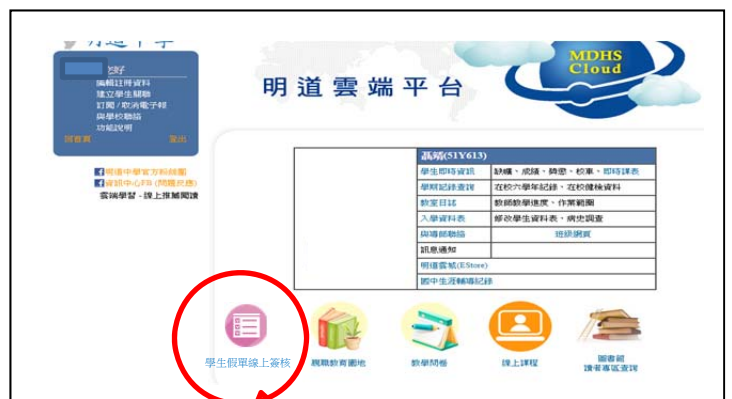 明道中學
您好
編輯註冊資料
建立學生關聯
訂閱/取消電子報
與學校聯絡
功能說明
回首頁 登出
明道中學官方粉絲團
資訊中心FB (問題反應)
雲端學習 - 線上推薦閱讀
明道雲端平台
MDHS
Cloud
(51Y613)
學生即時資訊 缺曠、成績、獎懲、校車、即時課表
學期記錄查詢 在校六學年記錄、在校健檢資料
教室日誌 教師教學進度、作業範圍
入學資料表 修改學生資料表、病史調查
與導師聯絡 班級網頁
訊息通知
明道雲城(EStore)
國中生涯輔導記錄
學生假單線上簽核
親職教育園地
教學問卷
線上課程
圖書館
讀者專區查詢